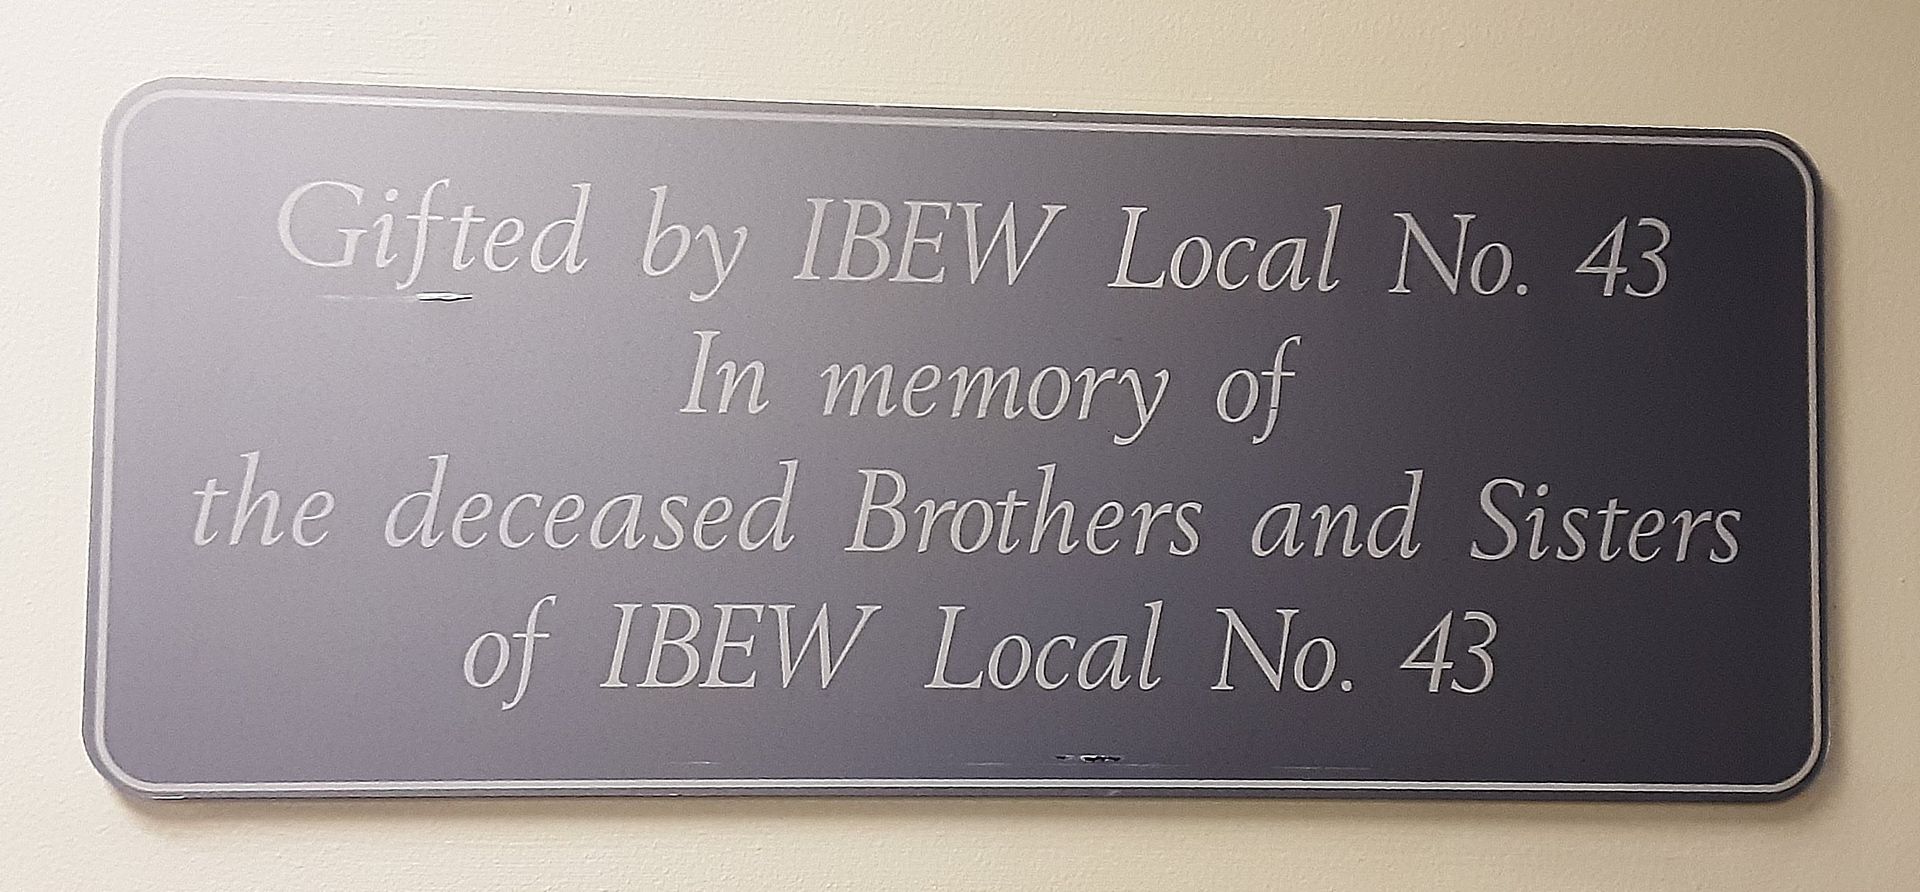 Gifted by IBEW Local No. 43
In memory of
the deceased Brothers and Sisters
of IBEW Local No. 43